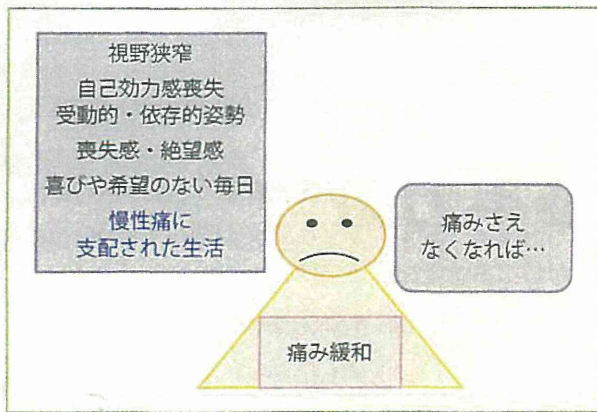 視野狭窄
自己効力感喪失
受動的・依存的姿勢
喪失感・絶望感
喜びや希望のない毎日
慢性痛に
支配された生活
痛みさえ
なくなれば…
痛み緩和